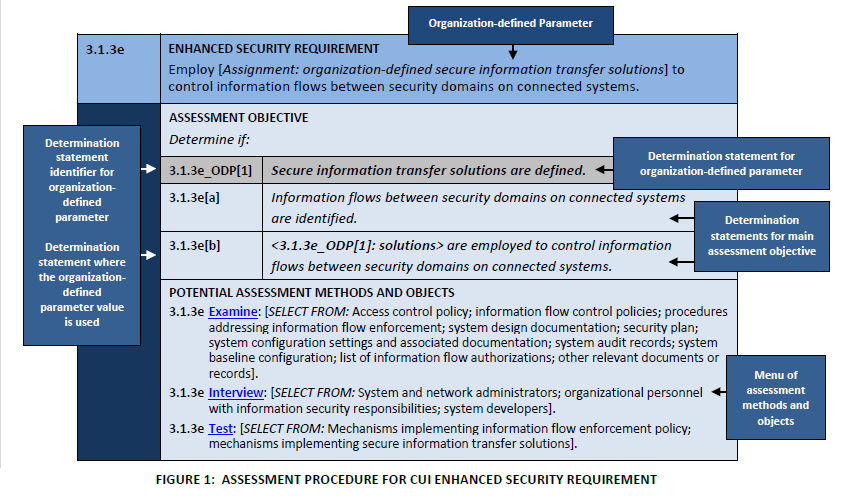 Organization-defined Parameter
3.1.3e
ENHANCED SECURITY REQUIREMENT
Employ [Assignment: organization-defined secure information transfer solutions] to
control information flows between security domains on connected systems.
ASSESSMENT OBJECTIVE
Determine if:
Determination
statement
identifier for
organization-
defined
parameter
Determination
statement where
the organization-
defined
parameter value
is used
3.1.3e_ODP[1]
Secure information transfer solutions are defined.
Determination statement for
organization-defined parameter
3.1.3e[a]
Information flows between security domains on connected systems
are identified.
Determination
statements for main
assessment objective
3.1.3e[b]
<3.1.3e_ODP[1]: solutions> are employed to control information
flows between security domains on connected systems.
POTENTIAL ASSESSMENT METHODS AND OBJECTS
3.1.3e Examine: [SELECT FROM: Access control policy; information flow control policies; procedures
addressing information flow enforcement; system design documentation; security plan;
system configuration settings and associated documentation; system audit records; system
baseline configuration; list of information flow authorizations; other relevant documents or
records].
3.1.3e Interview: [SELECT FROM: System and network administrators; organizational personnel
with information security responsibilities; system developers].
3.1.3e Test: [SELECT FROM: Mechanisms implementing information flow enforcement policy;
mechanisms implementing secure information transfer solutions].
Menu of
assessment
methods and
objects
FIGURE 1: ASSESSMENT PROCEDURE FOR CUI ENHANCED SECURITY REQUIREMENT